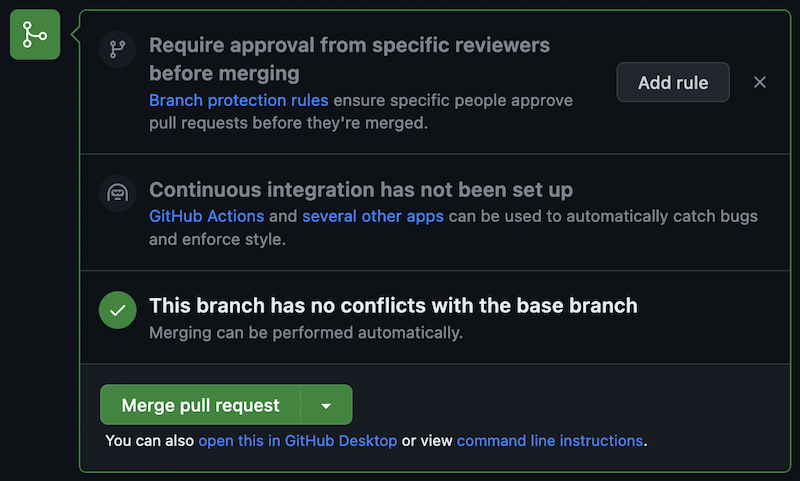 Require approval from specific reviewers
before merging
Branch protection rules ensure specific people approve
pull requests before they're merged.
Add rule
Continuous integration has not been set up
GitHub Actions and several other apps can be used to automatically catch bugs
and enforce style.
This branch has no conflicts with the base branch
Merging can be performed automatically.
Merge pull request
You can also open this in GitHub Desktop or view command line instructions.